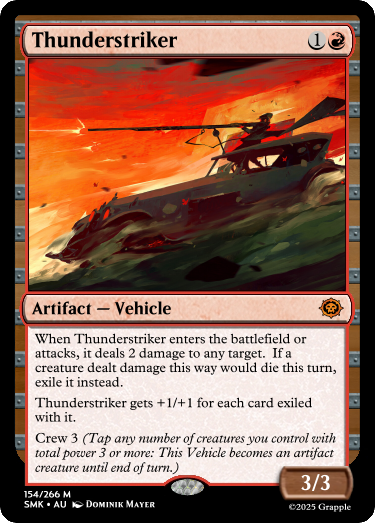 Thunderstriker
1
Artifact — Vehicle
When Thunderstriker enters the battlefield or
attacks, it deals 2 damage to any target.  If a
creature dealt damage this way would die this turn,
exile it instead.
Thunderstriker gets +1/+1 for each card exiled
with it.
Crew 3 (Tap any number of creatures you control with
total power 3 or more: This Vehicle becomes an artifact
creature until end of turn.)
3/3
154/266 M
SMK • AU Dominik Mayer
©2025 Grapple